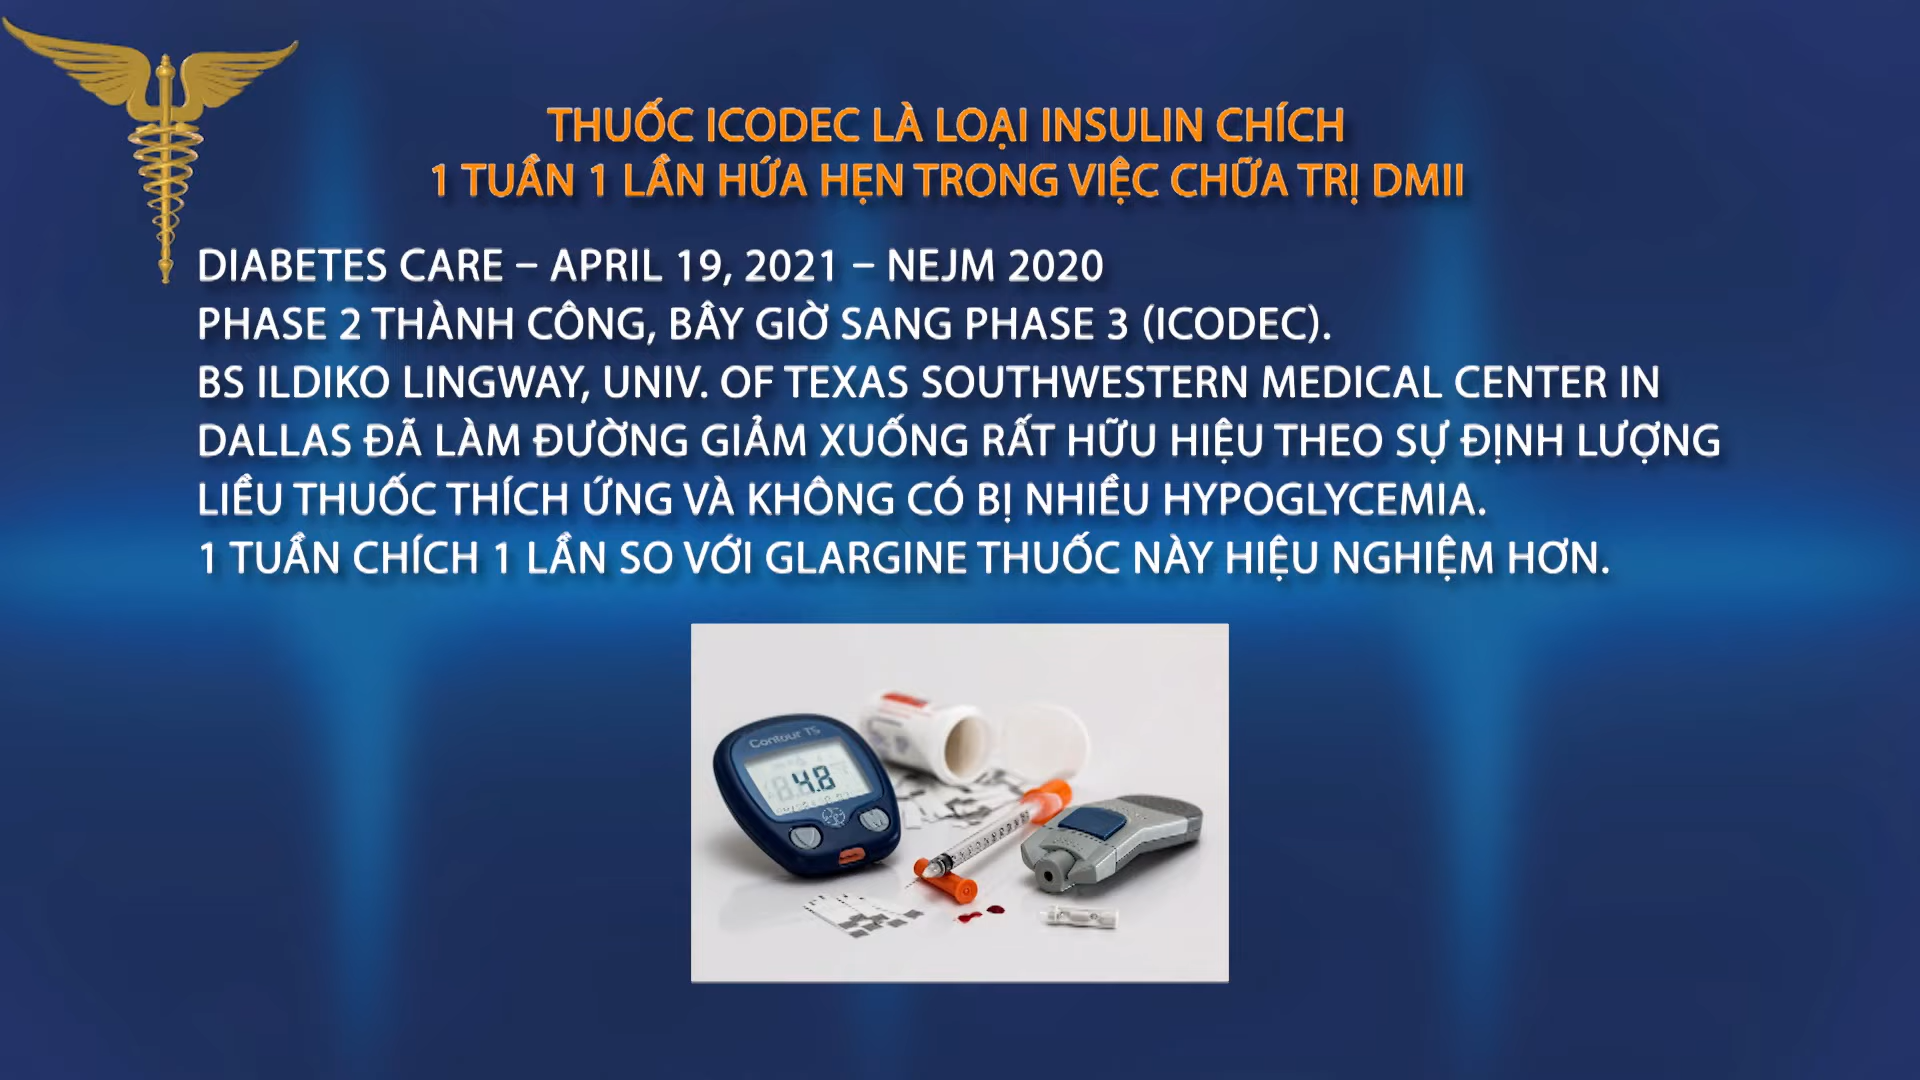 THUỐC ICODEC LÀ LOẠI INSULIN CHÍCH
1 TUẦN 1 LẦN HỨA HẸN TRONG VIỆC CHỮA TRỊ DMII
DIABETES CARE – APRIL 19, 2021 – NEJM 2020
PHASE 2 THÀNH CÔNG, BÂY GIỜ SANG PHASE 3 (ICODEC).
BS ILDIKO LINGWAY, UNIV. OF TEXAS SOUTHWESTERN MEDICAL CENTER IN
DALLAS ĐÃ LÀM ĐƯỜNG GIẢM XUỐNG RẤT HỮU HIỆU THEO SỰ ĐỊNH LƯỢNG
LIỀU THUỐC THÍCH ỨNG VÀ KHÔNG CÓ BỊ NHIỀU HYPOGLYCEMIA.
1 TUẦN CHÍCH 1 LẦN SO VỚI GLARGINE THUỐC NÀY HIỆU NGHIỆM HƠN.
Contour TS
4.8